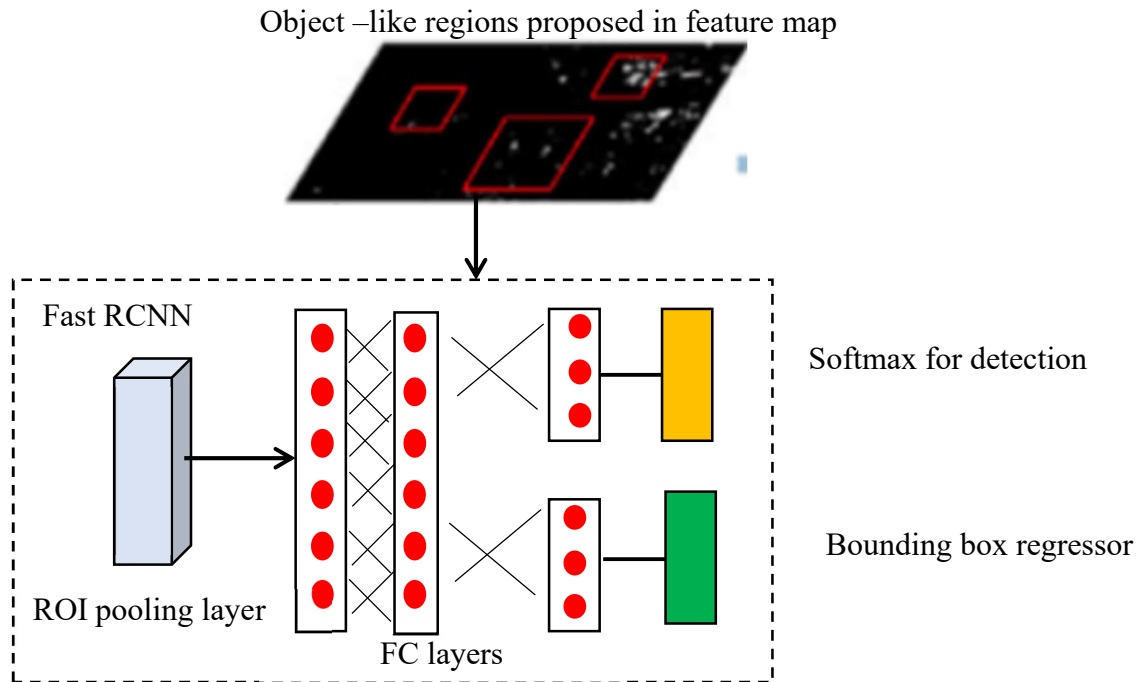 Object –like regions proposed in feature map
Fast RCNN
Softmax for detection
Bounding box regressor
ROI pooling layer
FC layers